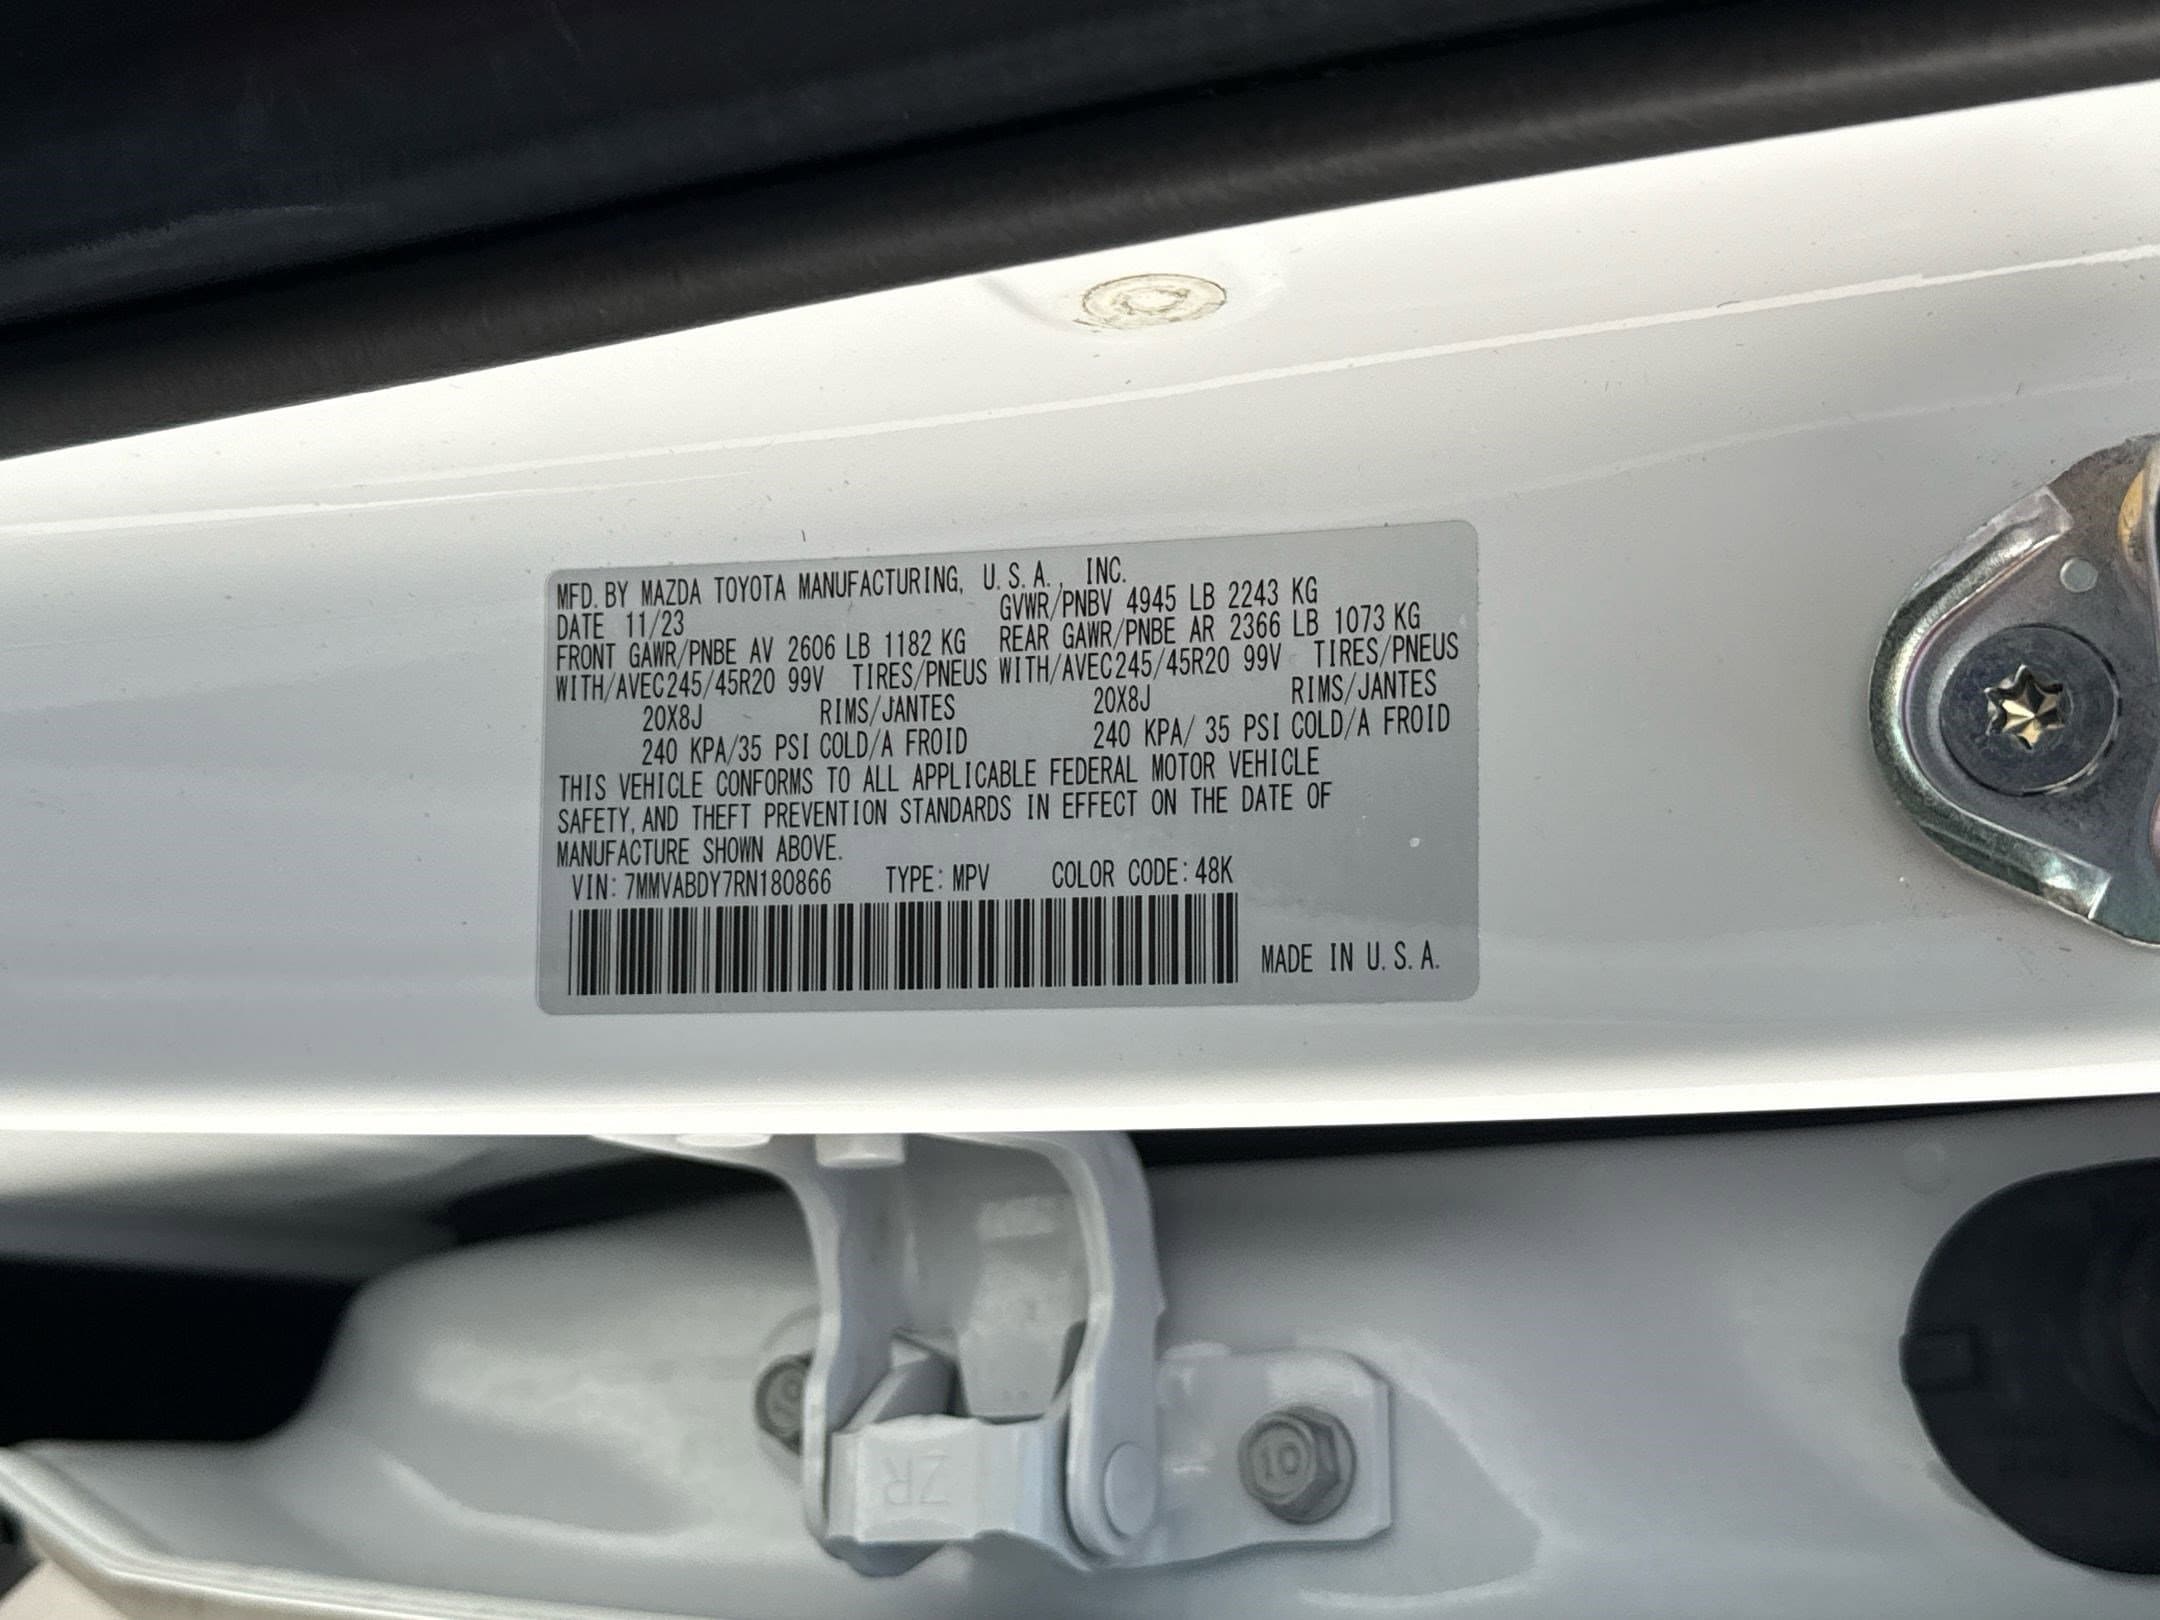 MFD. BY MAZDA TOYOTA MANUFACTURING, U.S.A., INC.
DATE 11/23 GVWR/PNBV 4945 LB 2243 KG
FRONT GAWR/PNBE AV 2606 LB 1182 KG REAR GAWR/PNBE AR 2366 LB 1073 KG
WITH/AVEC245/45R20 99V TIRES/PNEUS WITH/AVEC245/45R20 99V TIRES/PNEUS
20X8J RIMS/JANTES 20X8J RIMS/JANTES
240 KPA/35 PSI COLD/A FROID 240 KPA/ 35 PSI COLD/A FROID
THIS VEHICLE CONFORMS TO ALL APPLICABLE FEDERAL MOTOR VEHICLE
SAFETY, AND THEFT PREVENTION STANDARDS IN EFFECT ON THE DATE OF
MANUFACTURE SHOWN ABOVE.
VIN: 7MMVABDY7RN180866 TYPE: MPV COLOR CODE: 48K
MADE IN U.S.A.
10
ZR
10